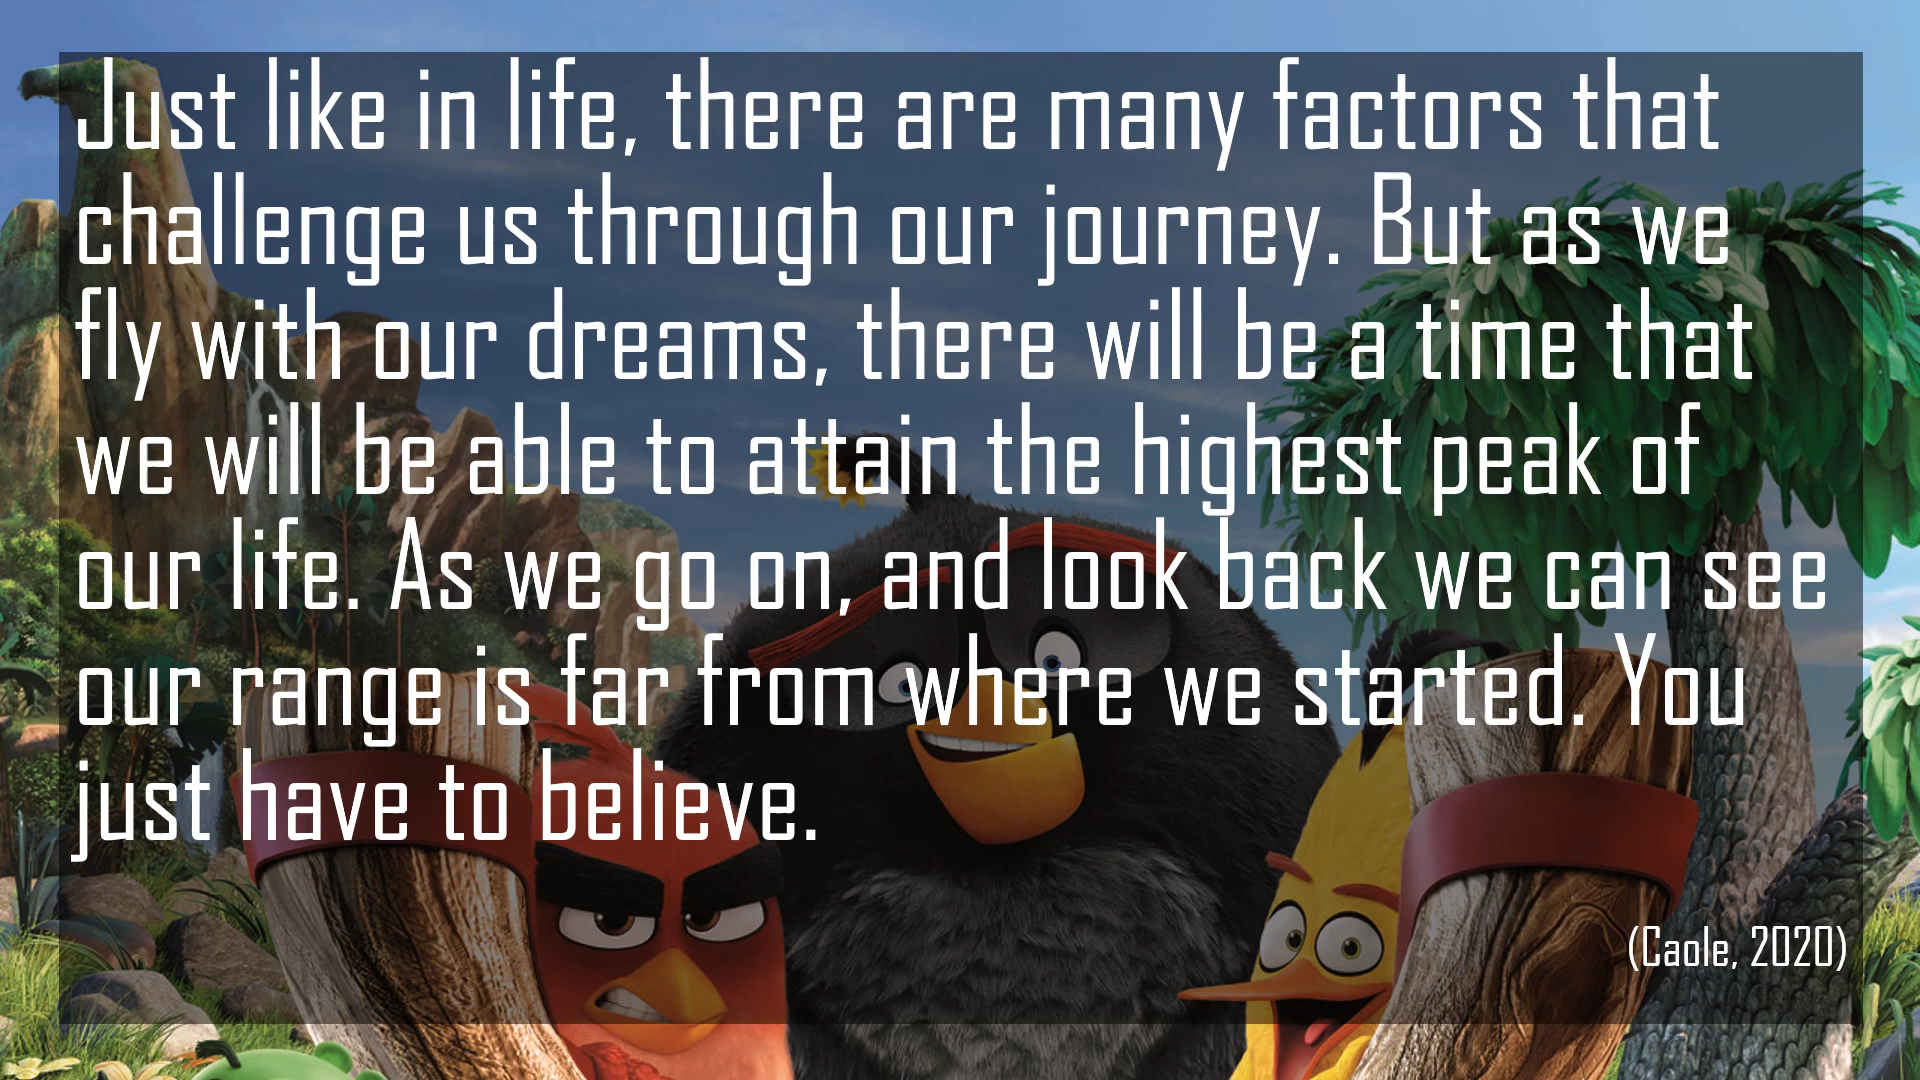 Just like in life, there are many factors that
challenge us through our journey. But as we
fly with our dreams, there will be a time that
we will be able to attain the highest peak of
our life. As we go on, and look back we can see
our range is far from where we started. You
just have to believe.
(Caole, 2020)